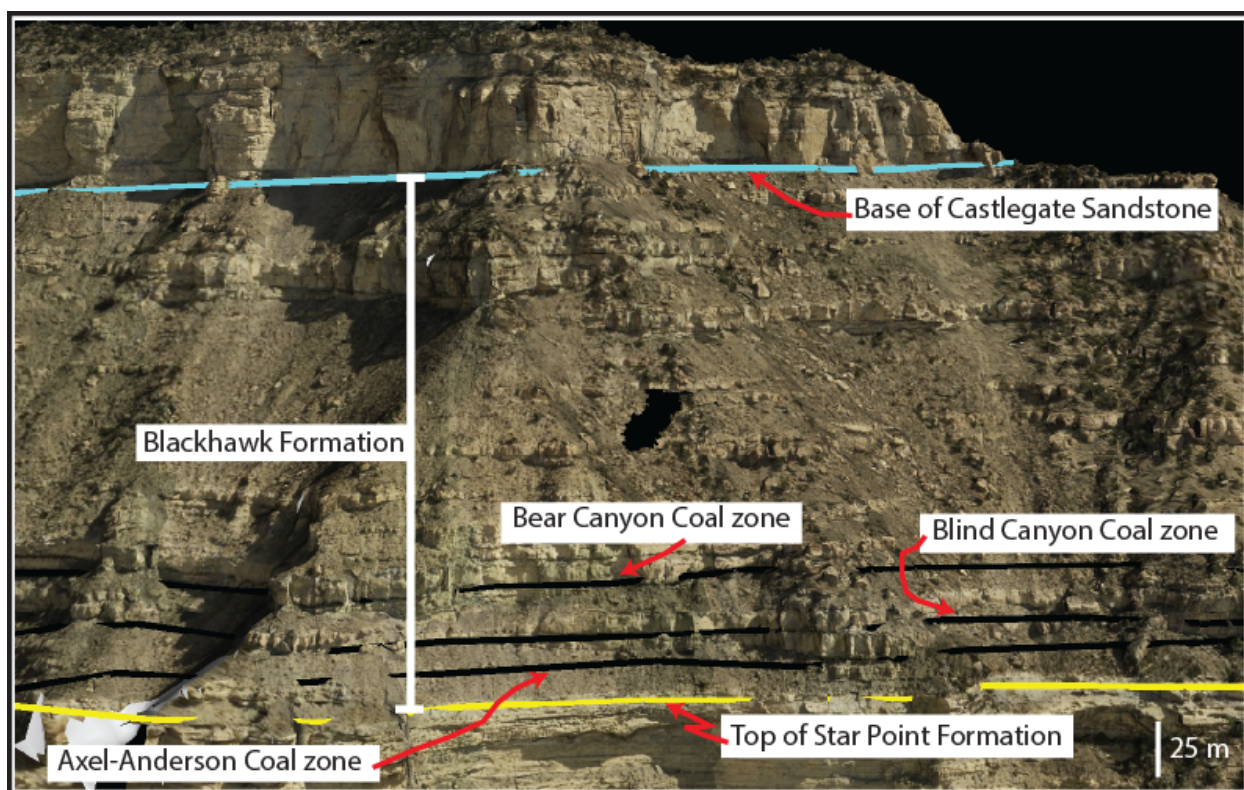 Base of Castlegate Sandstone
Blackhawk Formation
Bear Canyon Coal zone
Blind Canyon Coal zone
Top of Star Point Formation
Axel-Anderson Coal zone
25 m